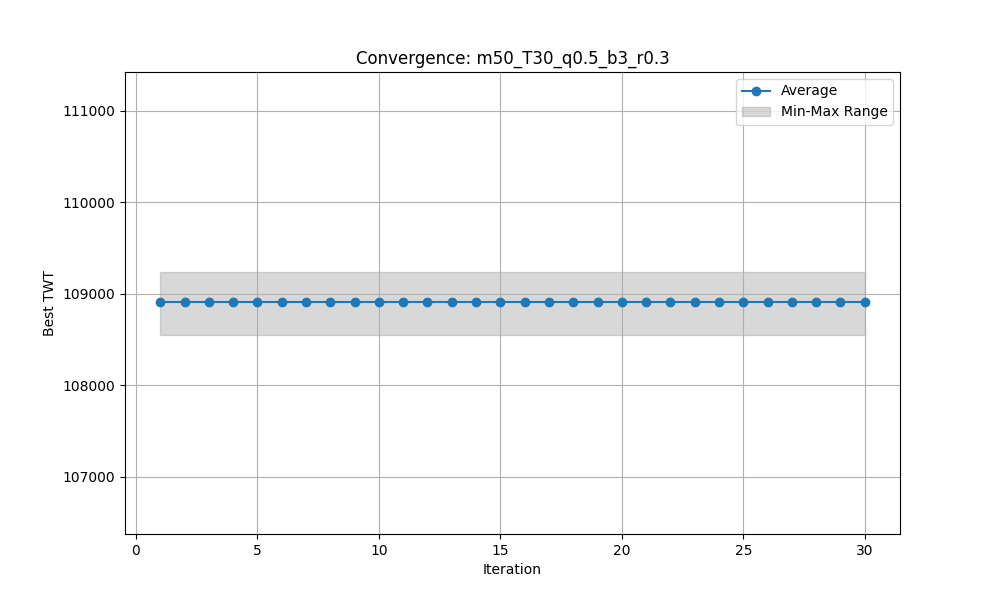 Convergence: m50_T30_q0.5_b3_r0.3
Average
Min-Max Range
111000
110000
109000
108000
107000
Best TWT
0 5 10 15 20 25 30
Iteration